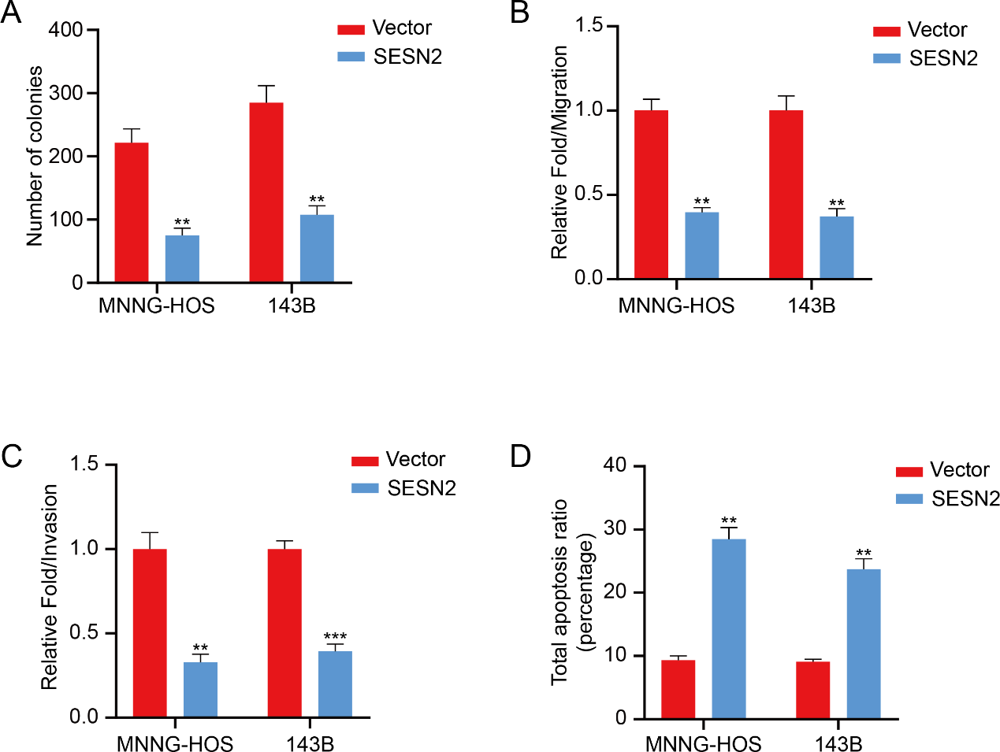 A
400
300
200
100
0
Number of colonies
Vector
SESN2
**
**
MNNG-HOS
143B
B
1.5
1.0
0.5
0.0
Relative Fold/Migration
Vector
SESN2
**
**
MNNG-HOS
143B
C
1.5
1.0
0.5
0.0
Relative Fold/Invasion
Vector
SESN2
**
***
MNNG-HOS
143B
D
40
30
20
10
0
Total apoptosis ratio
(percentage)
Vector
SESN2
**
**
MNNG-HOS
143B